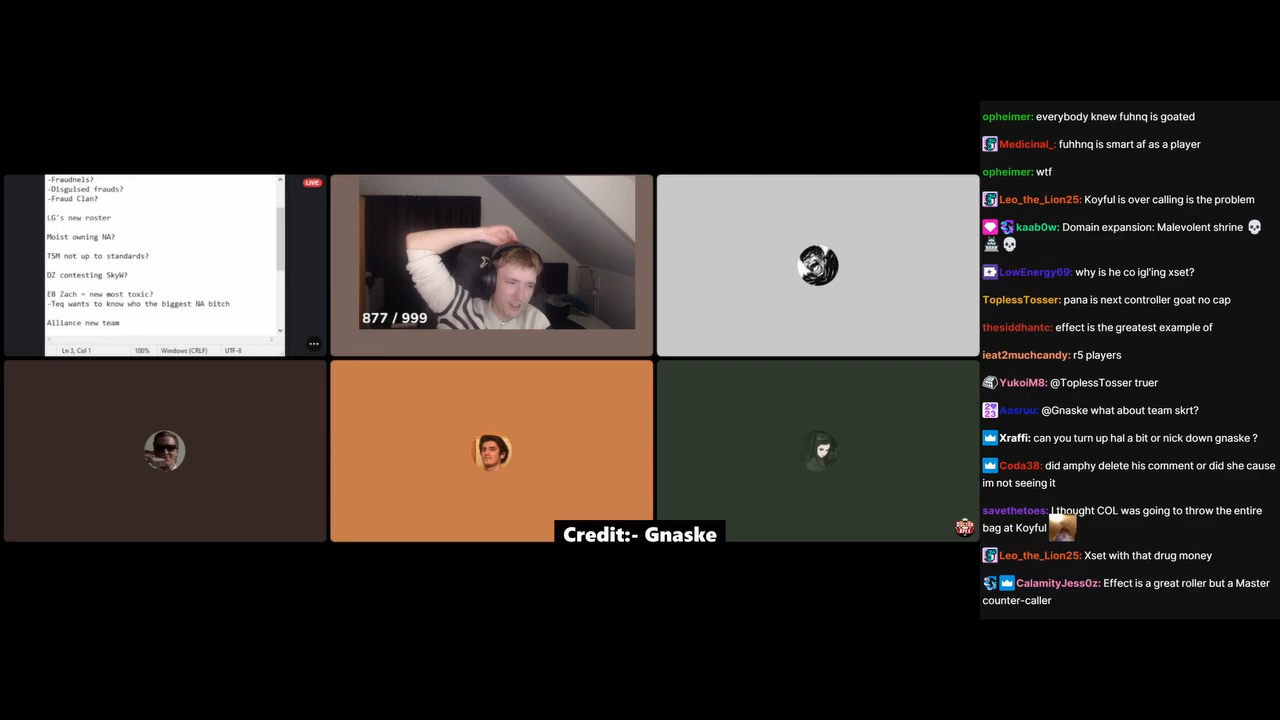 -Fraudnels?
-Disguised frauds?
-Fraud Clan?
LG's new roster
Moist owning NA?
TSM not up to standards?
DZ contesting SkyW?
E8 Zach = new most toxic?
-Teq wants to know who the biggest NA bitch
Alliance new team
Ln 3, Col 1
100%
Windows (CRLF)
UTF-8
LIVE
877 / 999
Credit:- Gnaske
opheimer: everybody knew fuhnq is goated
Medicinal_: fuhhnq is smart af as a player
opheimer: wtf
Leo_the_Lion25: Koyful is over calling is the problem
kaab0w: Domain expansion: Malevolent shrine
LowEnergy69: why is he co igl'ing xset?
ToplessTosser: pana is next controller goat no cap
thesiddhantc: effect is the greatest example of
ieat2muchcandy: r5 players
YukoiM8: @ToplessTosser truer
Aasruu: @Gnaske what about team skrt?
Xraffi: can you turn up hal a bit or nick down gnaske ?
Coda38: did amphy delete his comment or did she cause
im not seeing it
savethetoes: I thought COL was going to throw the entire
bag at Koyful
Leo_the_Lion25: Xset with that drug money
CalamityJess0z: Effect is a great roller but a Master
counter-caller